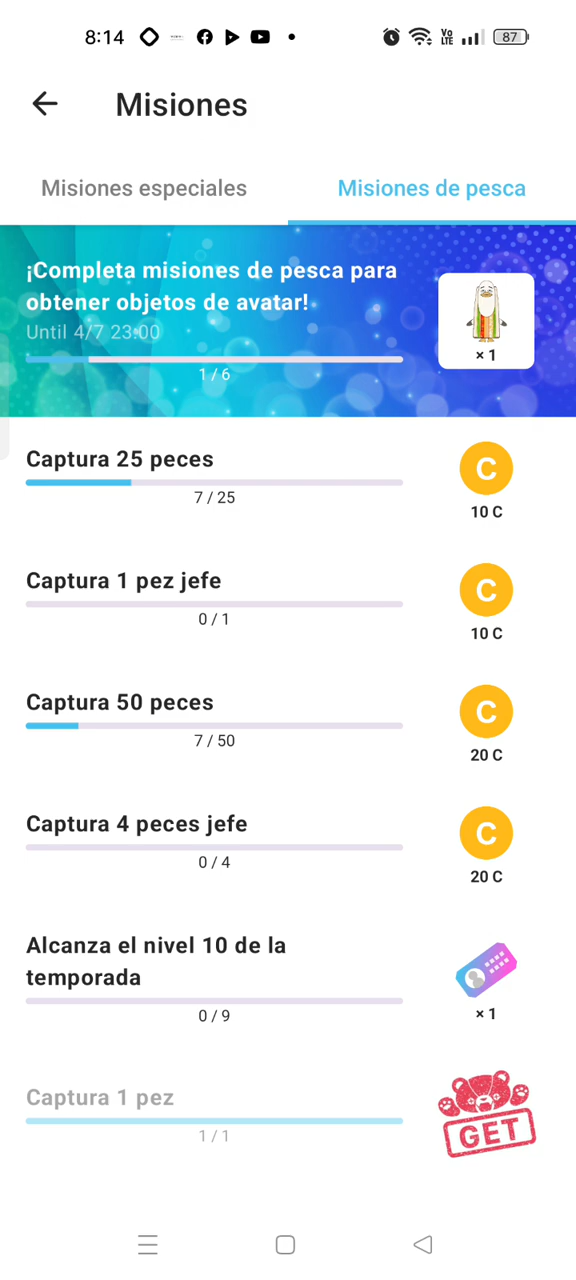 8:14
Vo
LTE
87
Misiones
Misiones especiales
Misiones de pesca
¡Completa misiones de pesca para
obtener objetos de avatar!
Until 4/7 23:00
1 / 6
× 1
Captura 25 peces
7 / 25
C
10 C
Captura 1 pez jefe
0 / 1
C
10 C
Captura 50 peces
7 / 50
C
20 C
Captura 4 peces jefe
0 / 4
C
20 C
Alcanza el nivel 10 de la
temporada
0 / 9
× 1
Captura 1 pez
1 / 1
GET